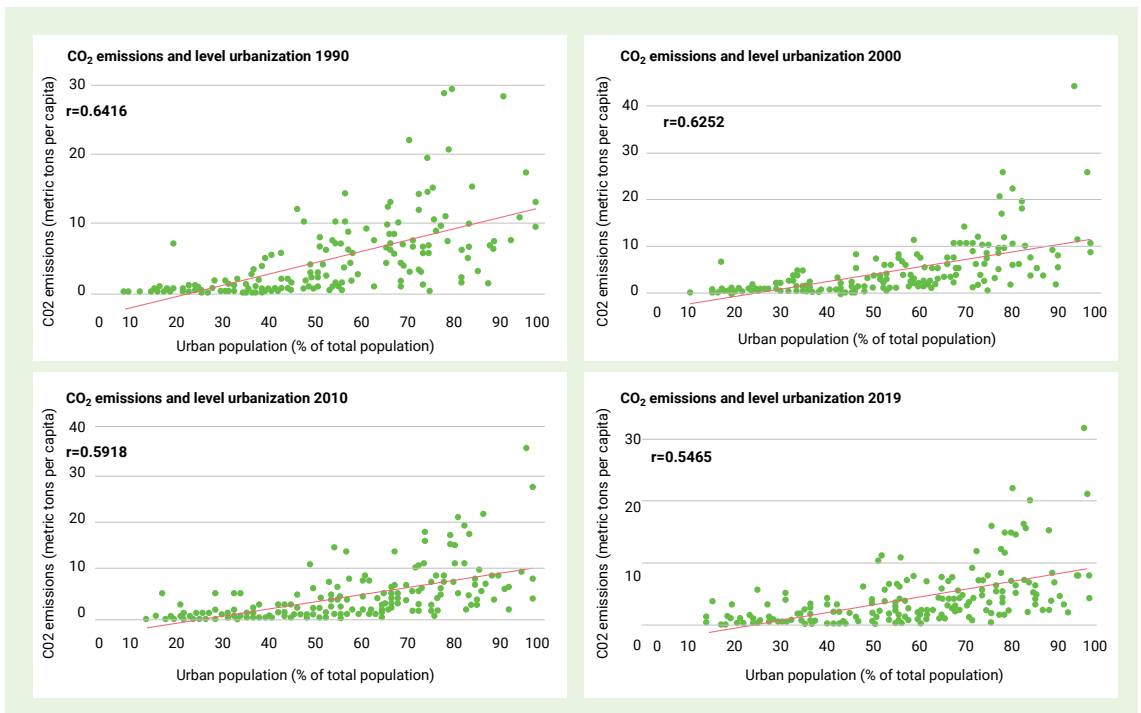 CO₂ emissions and level urbanization 1990
C02 emissions (metric tons per capita)
30
r=0.6416
20
10
0
0 10 20 30 40 50 60 70 80 90 100
Urban population (% of total population)
CO₂ emissions and level urbanization 2000
C02 emissions (metric tons per capita)
40
r=0.6252
30
20
10
0
0 10 20 30 40 50 60 70 80 90 100
Urban population (% of total population)
CO₂ emissions and level urbanization 2010
C02 emissions (metric tons per capita)
40
r=0.5918
30
20
10
0
0 10 20 30 40 50 60 70 80 90 100
Urban population (% of total population)
CO₂ emissions and level urbanization 2019
C02 emissions (metric tons per capita)
30
r=0.5465
20
10
0 0 10 20 30 40 50 60 70 80 90 100
Urban population (% of total population)